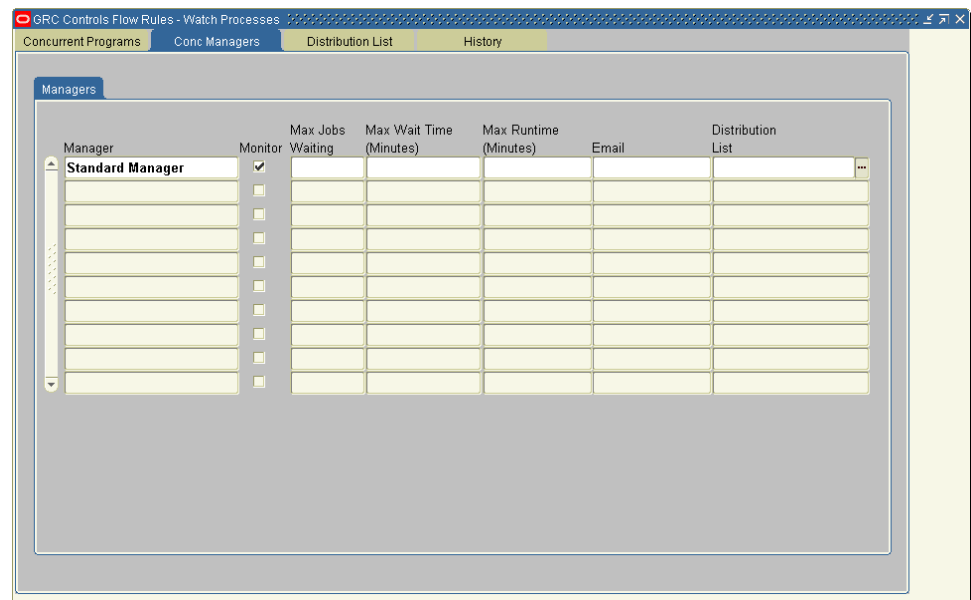 GRC Controls Flow Rules - Watch Processes
Concurrent Programs Conc Managers Distribution List History
Managers
Max Jobs Max Wait Time Max Runtime Distribution
Manager Monitor Waiting (Minutes) (Minutes) Email List
Standard Manager